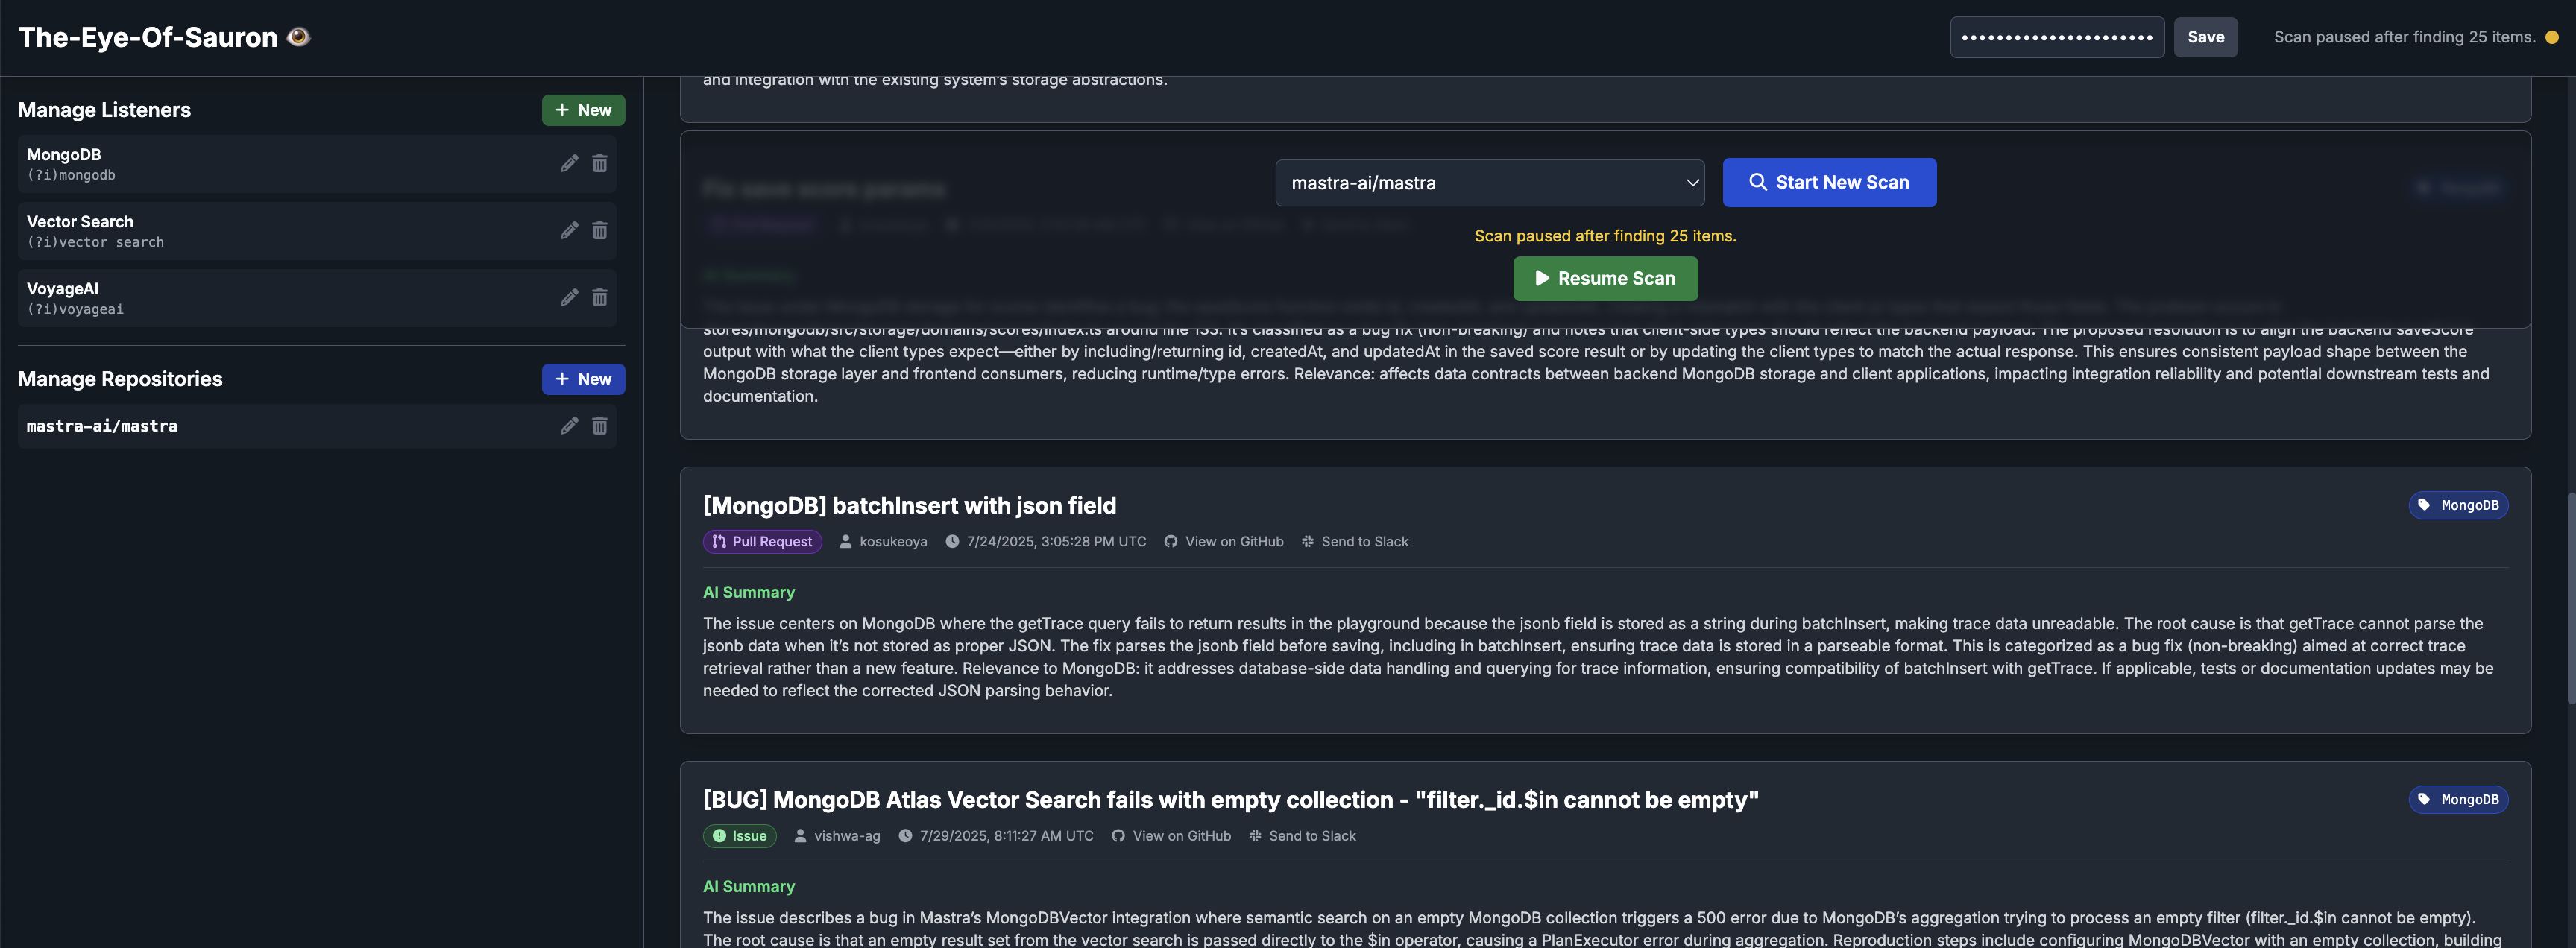 The-Eye-Of-Sauron
Save
Scan paused after finding 25 items.
Manage Listeners
+ New
MongoDB
(?i)mongodb
Vector Search
(?i)vector search
VoyageAI
(?i)voyageai
Manage Repositories
+ New
mastra-ai/mastra
and integration with the existing system's storage abstractions.
mastra-ai/mastra
Start New Scan
Scan paused after finding 25 items.
Resume Scan
Fix save score params
AI Summary
stores/mongodb/src/storage/domains/scores/index.ts around line 133. It's classified as a bug fix (non-breaking) and notes that client-side types should reflect the backend payload. The proposed resolution is to align the backend saveScore
output with what the client types expect—either by including/returning id, createdAt, and updatedAt in the saved score result or by updating the client types to match the actual response. This ensures consistent payload shape between the
MongoDB storage layer and frontend consumers, reducing runtime/type errors. Relevance: affects data contracts between backend MongoDB storage and client applications, impacting integration reliability and potential downstream tests and
documentation.
[MongoDB] batchInsert with json field
MongoDB
Pull Request kosukeoya 7/24/2025, 3:05:28 PM UTC View on GitHub Send to Slack
AI Summary
The issue centers on MongoDB where the getTrace query fails to return results in the playground because the jsonb field is stored as a string during batchInsert, making trace data unreadable. The root cause is that getTrace cannot parse the
jsonb data when it's not stored as proper JSON. The fix parses the jsonb field before saving, including in batchInsert, ensuring trace data is stored in a parseable format. This is categorized as a bug fix (non-breaking) aimed at correct trace
retrieval rather than a new feature. Relevance to MongoDB: it addresses database-side data handling and querying for trace information, ensuring compatibility of batchInsert with getTrace. If applicable, tests or documentation updates may be
needed to reflect the corrected JSON parsing behavior.
[BUG] MongoDB Atlas Vector Search fails with empty collection - "filter._id.$in cannot be empty"
MongoDB
Issue vishwa-ag 7/29/2025, 8:11:27 AM UTC View on GitHub Send to Slack
AI Summary
The issue describes a bug in Mastra's MongoDBVector integration where semantic search on an empty MongoDB collection triggers a 500 error due to MongoDB's aggregation trying to process an empty filter (filter._id.$in cannot be empty).
The root cause is that an empty result set from the vector search is passed directly to the $in operator, causing a PlanExecutor error during aggregation. Reproduction steps include configuring MongoDBVector with an empty collection, building